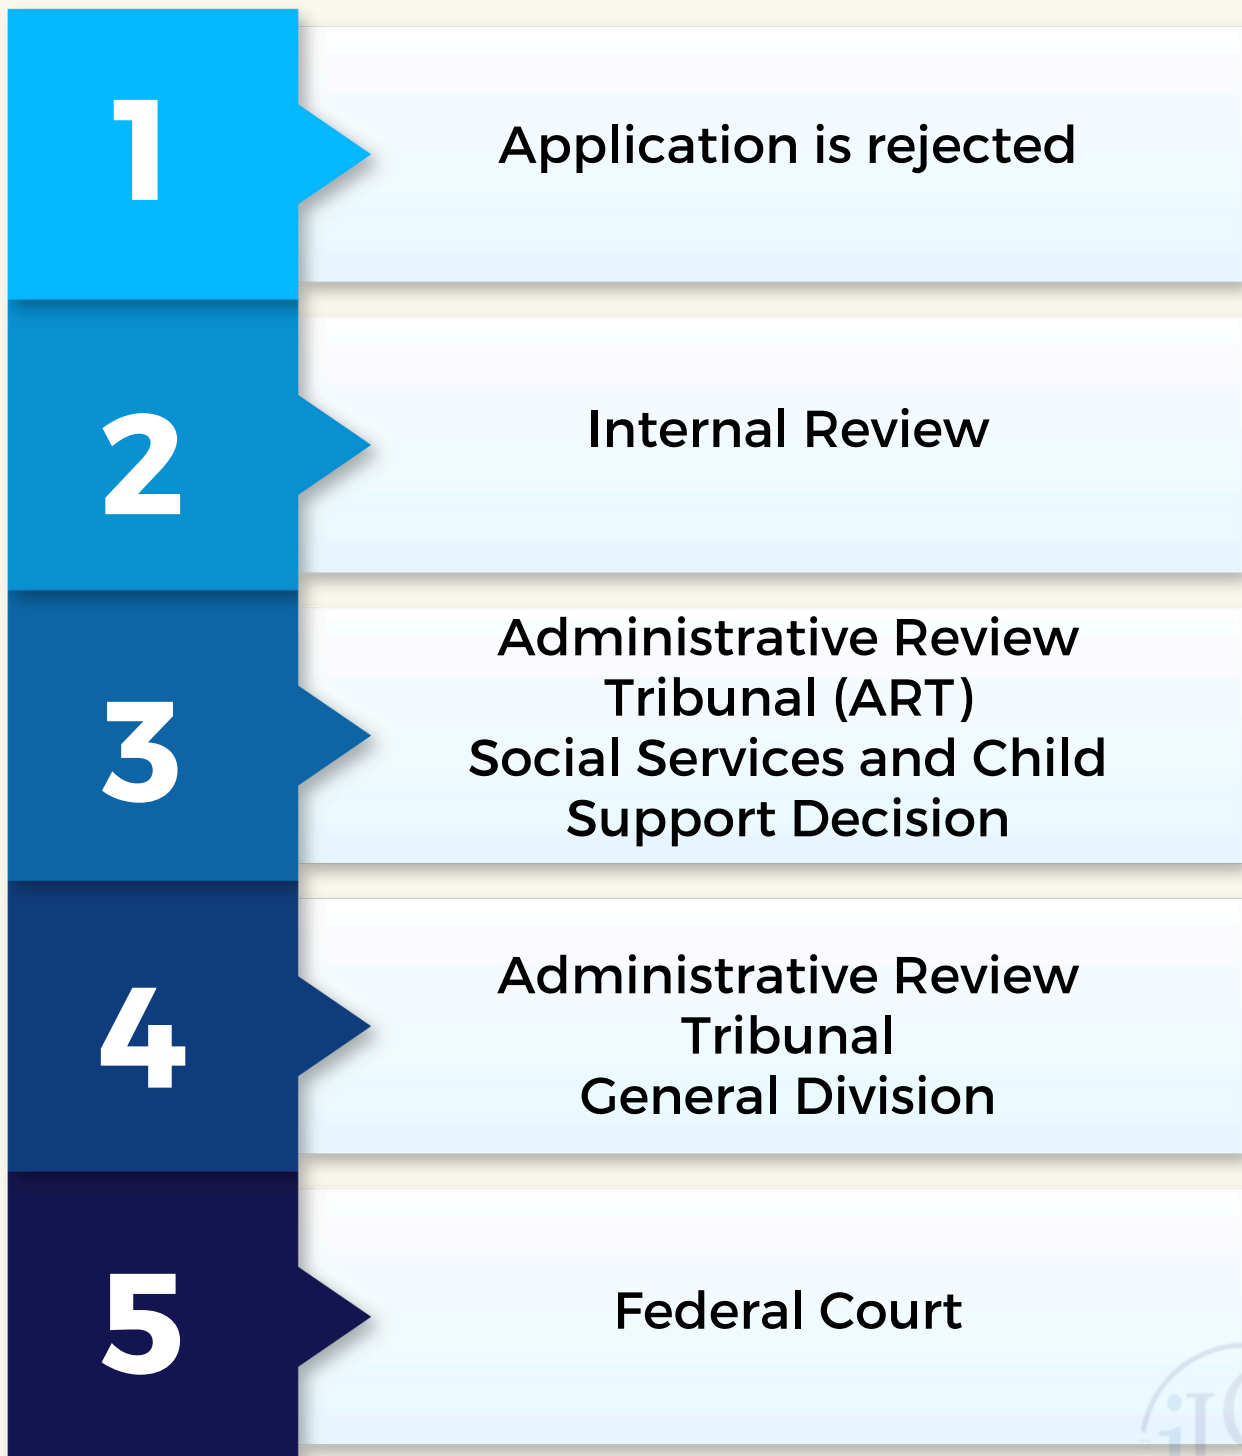 1
Application is rejected
2
Internal Review
3
Administrative Review
Tribunal (ART)
Social Services and Child
Support Decision
4
Administrative Review
Tribunal
General Division
5
Federal Court